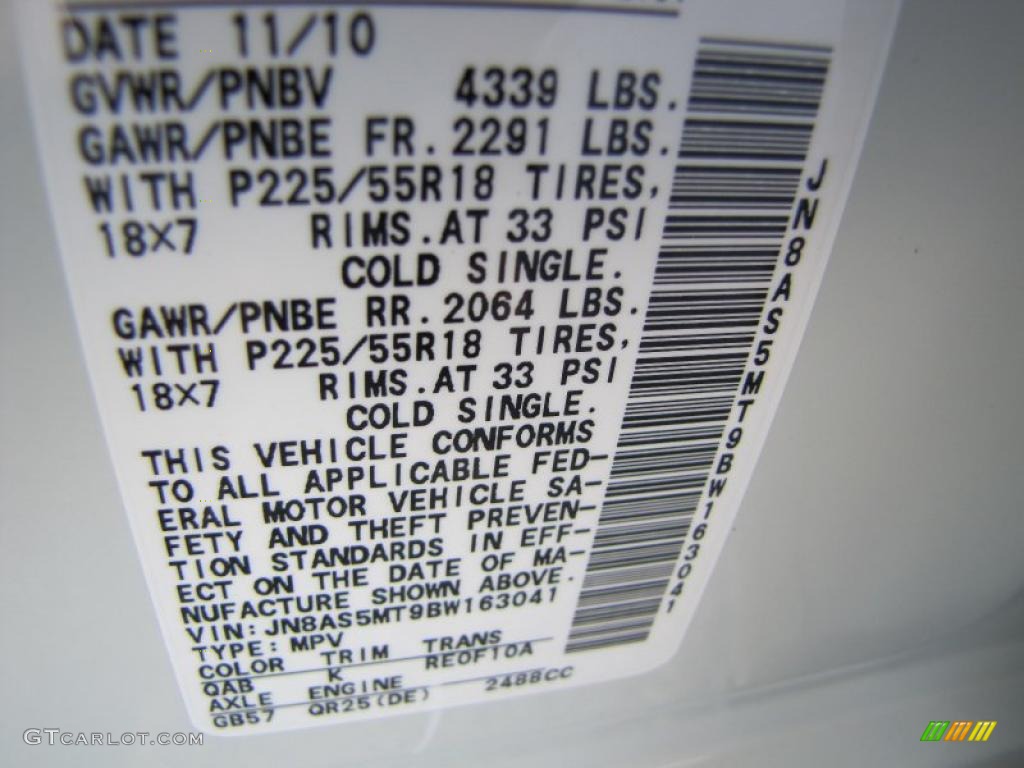 DATE 11/10
GVWR/PNBV 4339 LBS.
GAWR/PNBE FR. 2291 LBS.
WITH P225/55R18 TIRES,
18X7 RIMS. AT 33 PSI
COLD SINGLE.
GAWR/PNBE RR. 2064 LBS.
WITH P225/55R18 TIRES,
18X7 RIMS. AT 33 PSI
COLD SINGLE.
THIS VEHICLE CONFORMS
TO ALL APPLICABLE FED-
ERAL MOTOR VEHICLE SA-
FETY AND THEFT PREVEN-
TION STANDARDS IN EFF-
ECT ON THE DATE OF MA-
NUFACTURE SHOWN ABOVE.
VIN: JN8AS5MT9BW163041
TYPE: MPV
COLOR TRIM TRANS
QAB K RE0F10A
AXLE ENGINE
GB57 QR25(DE) 2488CC
JN8AS5MT9BW163041
GTCARLOT.COM